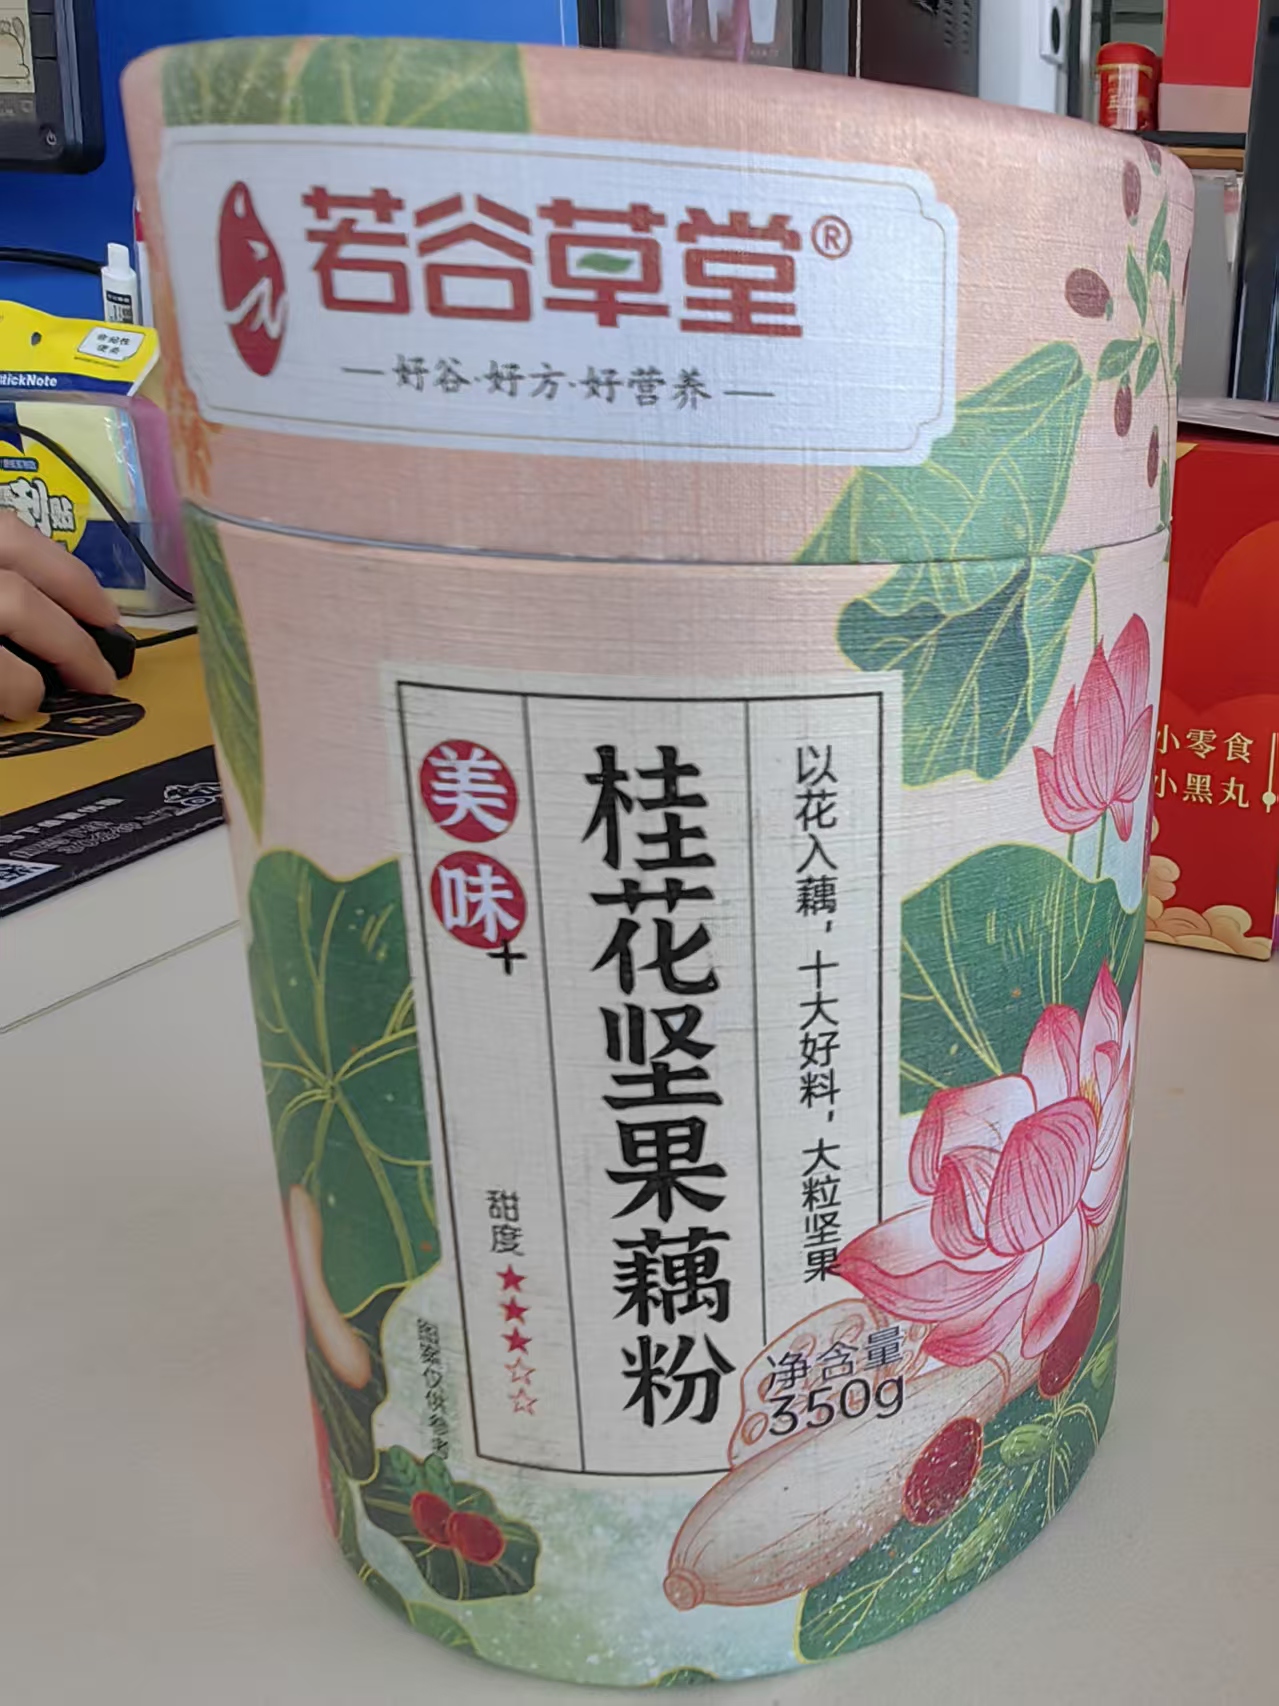 若谷草堂®
—好谷·好方·好营养—
美味+
桂花坚果藕粉
以花入藕，十大好料，大粒坚果
甜度★★★☆☆
图案仅供参考
净含量
350g
小零食
小黑丸
tickNote